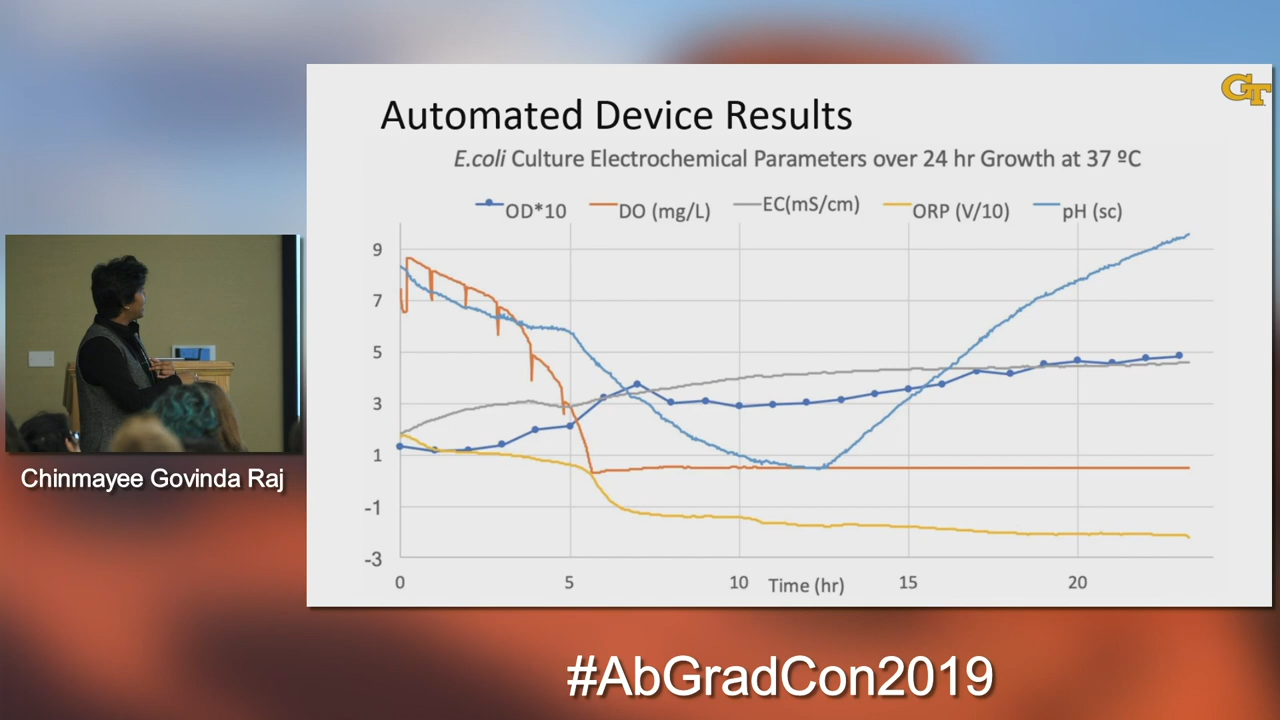 GT
Automated Device Results
E.coli Culture Electrochemical Parameters over 24 hr Growth at 37 ºC
OD*10 DO (mg/L) EC(mS/cm) ORP (V/10) pH (sc)
9
7
5
3
1
-1
-3
0 5 10 15 20
Time (hr)
Chinmayee Govinda Raj
#AbGradCon2019